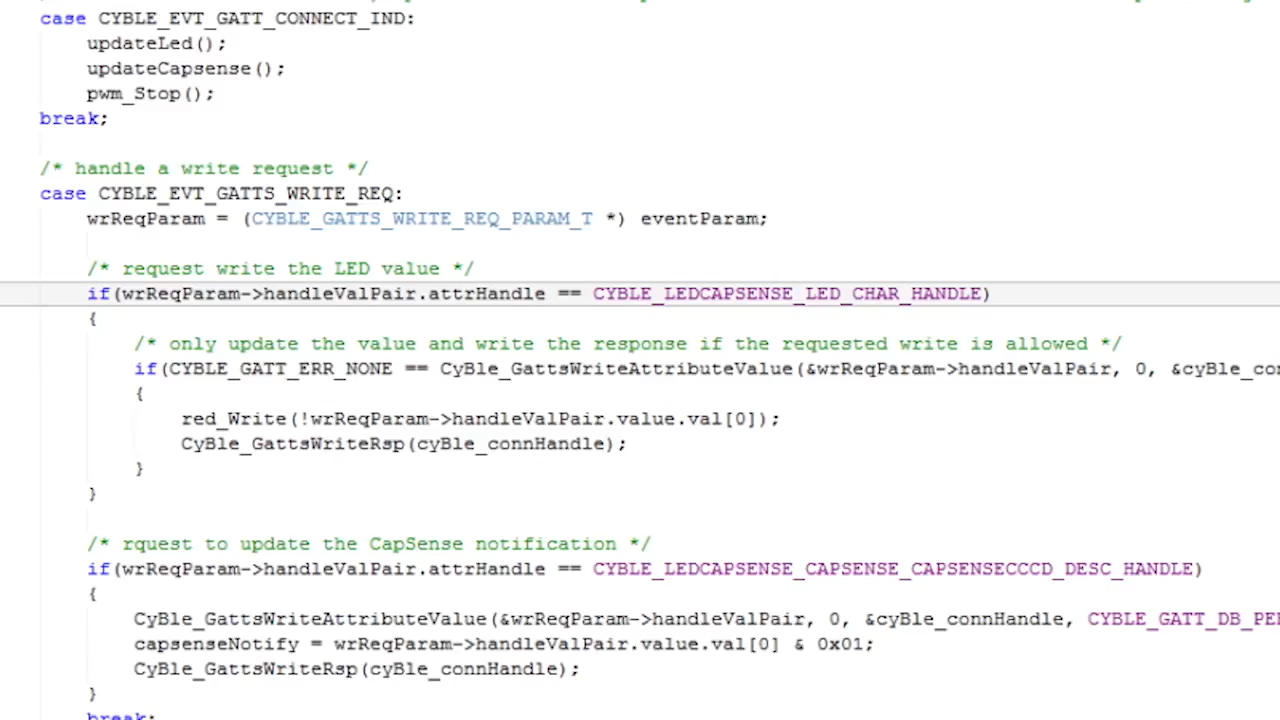 case CYBLE_EVT_GATT_CONNECT_IND:
updateLed();
updateCapsense();
pwm_Stop();
break;
/* handle a write request */
case CYBLE_EVT_GATTS_WRITE_REQ:
wrReqParam = (CYBLE_GATTS_WRITE_REQ_PARAM_T *) eventParam;
/* request write the LED value */
if(wrReqParam->handleValPair.attrHandle == CYBLE_LEDCAPSENSE_LED_CHAR_HANDLE)
{
/* only update the value and write the response if the requested write is allowed */
if(CYBLE_GATT_ERR_NONE == CyBle_GattsWriteAttributeValue(&wrReqParam->handleValPair, 0, &cyBle_con
{
red_Write(!wrReqParam->handleValPair.value.val[0]);
CyBle_GattsWriteRsp(cyBle_connHandle);
}
}
/* rquest to update the CapSense notification */
if(wrReqParam->handleValPair.attrHandle == CYBLE_LEDCAPSENSE_CAPSENSE_CAPSENSECCCD_DESC_HANDLE)
{
CyBle_GattsWriteAttributeValue(&wrReqParam->handleValPair, 0, &cyBle_connHandle, CYBLE_GATT_DB_PE
capsenseNotify = wrReqParam->handleValPair.value.val[0] & 0x01;
CyBle_GattsWriteRsp(cyBle_connHandle);
}
break;